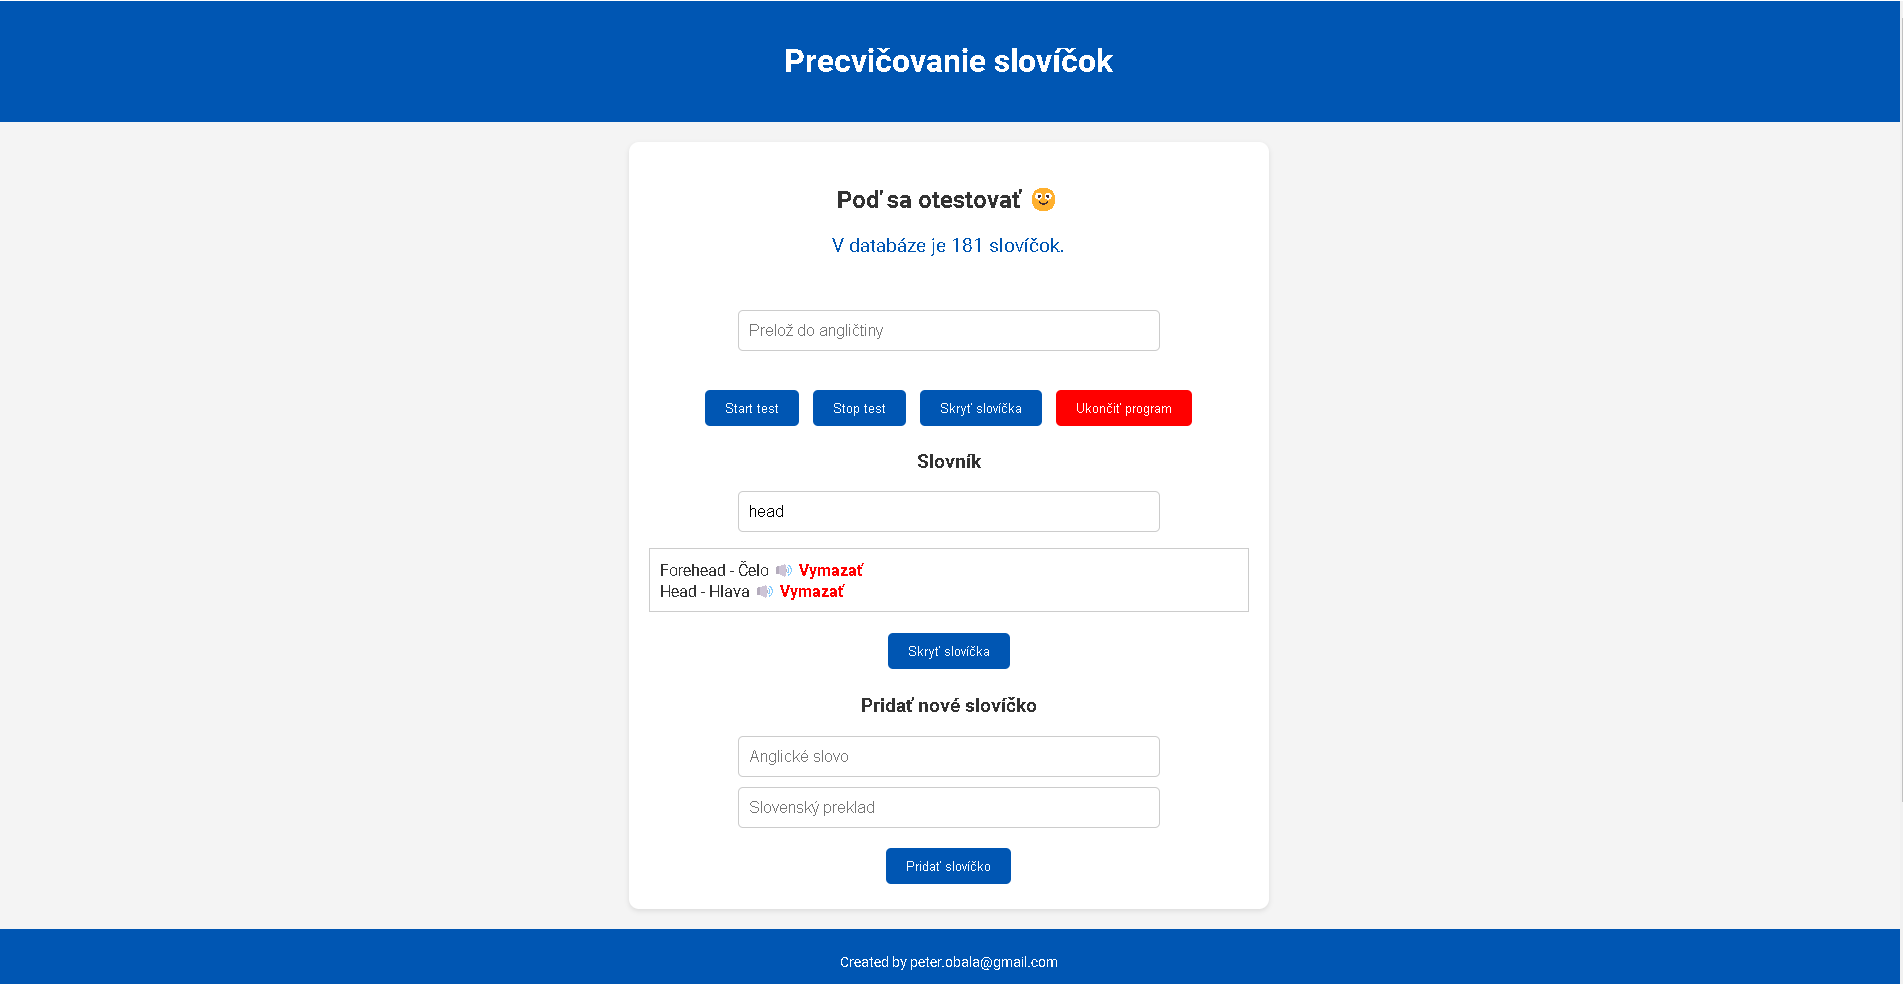 Precvičovanie slovíčok
Poď sa otestovať
V databáze je 181 slovíčok.
Prelož do angličtiny
Start test Stop test Skryť slovíčka Ukončiť program
Slovník
head
Forehead - Čelo Vymazať
Head - Hlava Vymazať
Skryť slovíčka
Pridať nové slovíčko
Anglické slovo
Slovenský preklad
Pridať slovíčko
Created by peter.obala@gmail.com